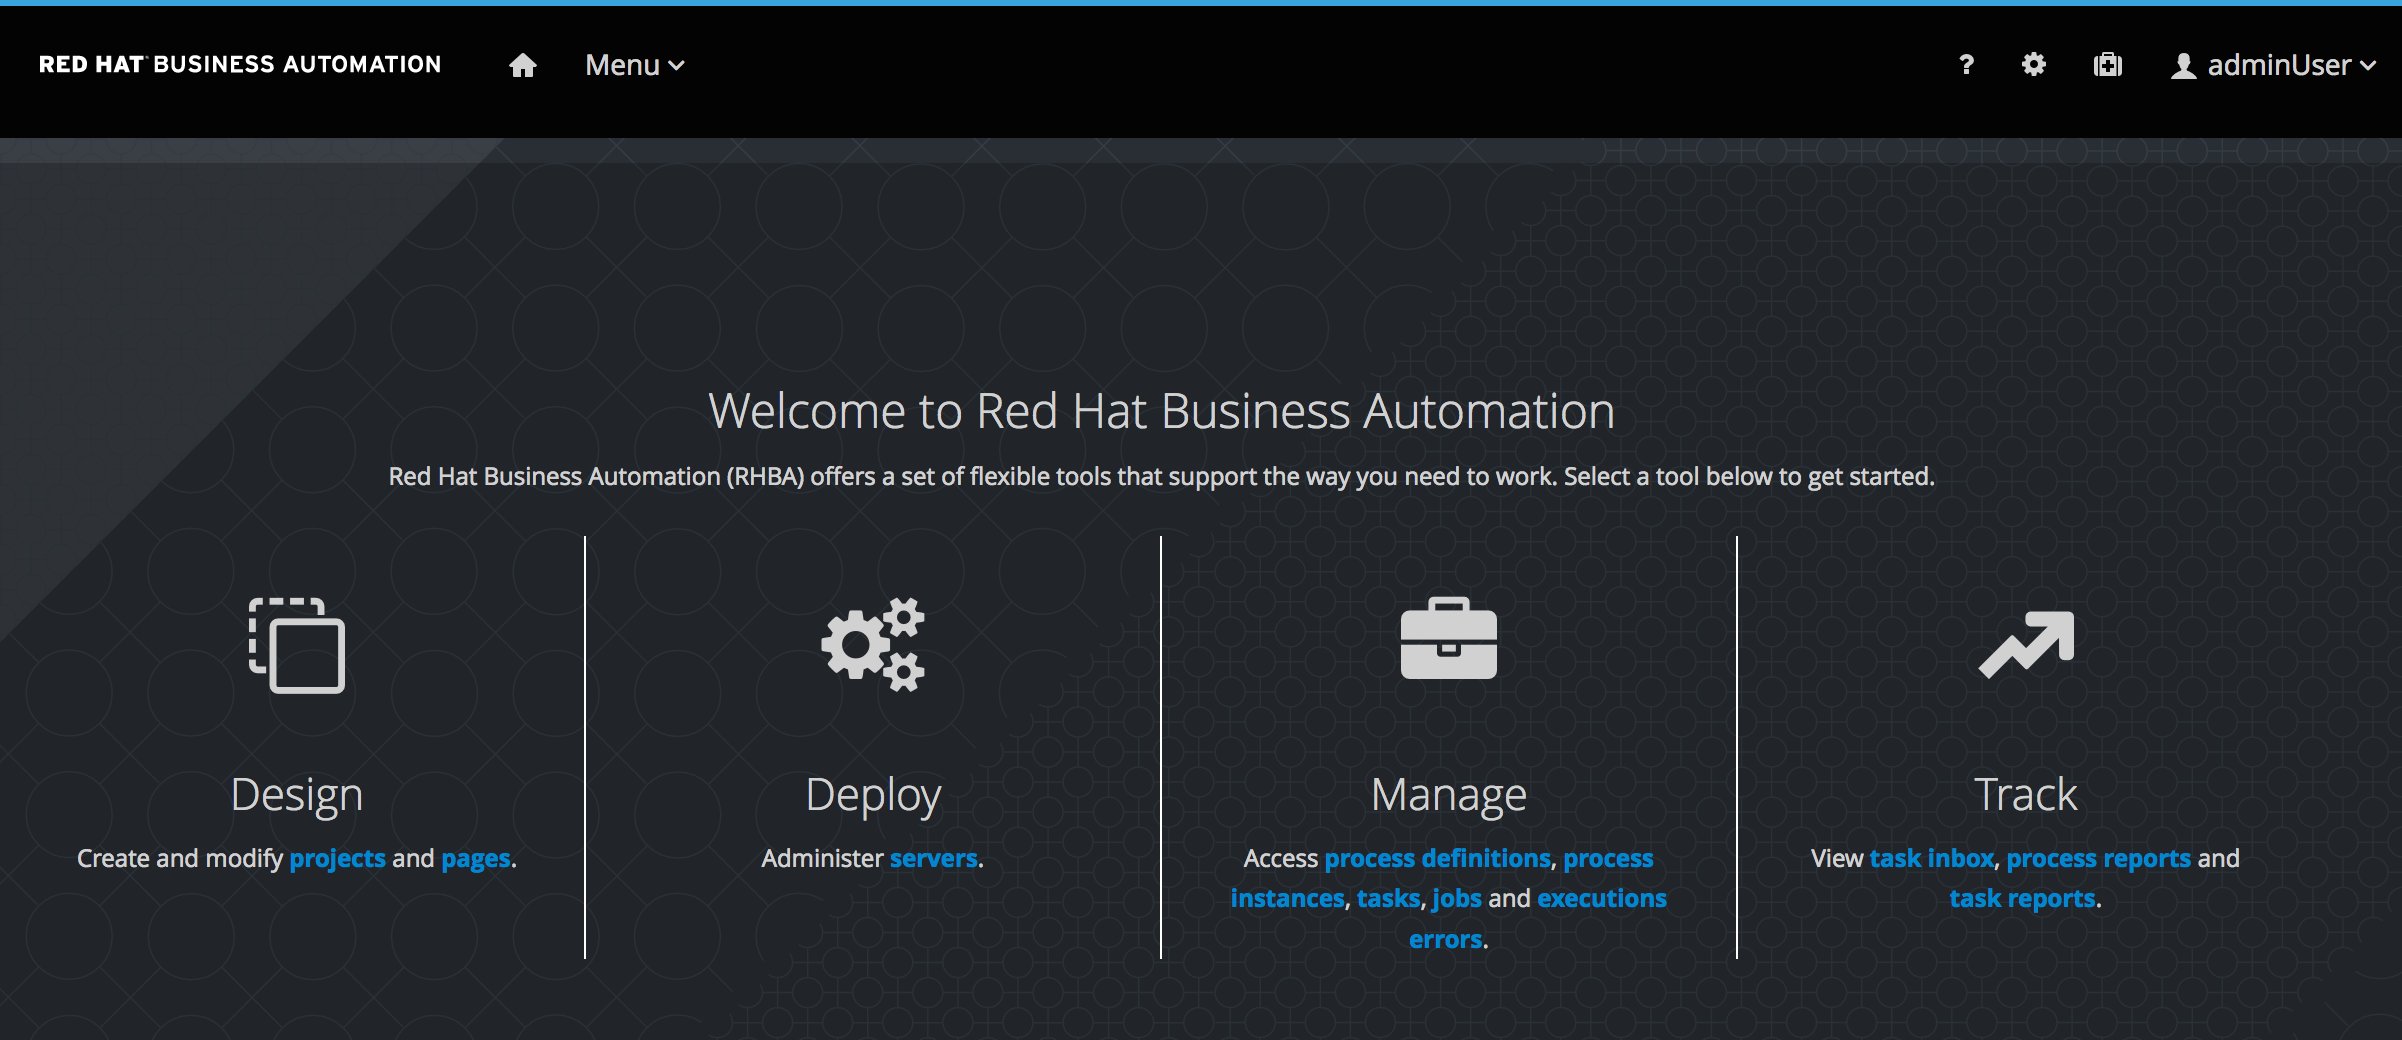 RED HAT BUSINESS AUTOMATION Menu ? adminUser
Welcome to Red Hat Business Automation
Red Hat Business Automation (RHBA) offers a set of flexible tools that support the way you need to work. Select a tool below to get started.
Design
Create and modify projects and pages.
Deploy
Administer servers.
Manage
Access process definitions, process
instances, tasks, jobs and executions
errors.
Track
View task inbox, process reports and
task reports.